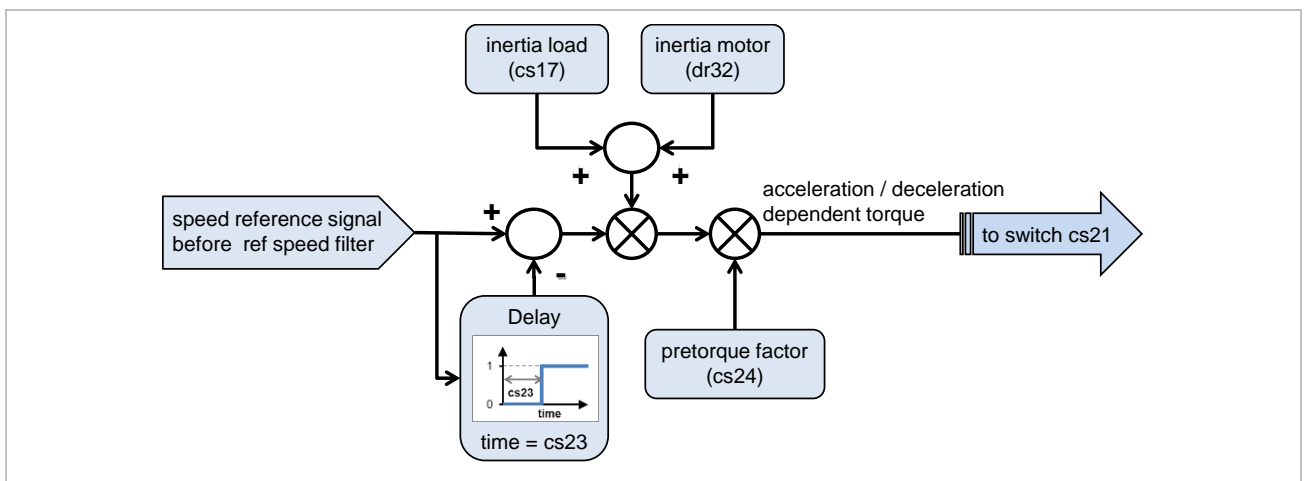 inertia load
(cs17)
inertia motor
(dr32)
+
+
acceleration / deceleration
dependent torque
speed reference signal
before ref speed filter
+
to switch cs21
-
Delay
1
cs23
0
time
time = cs23
pretorque factor
(cs24)